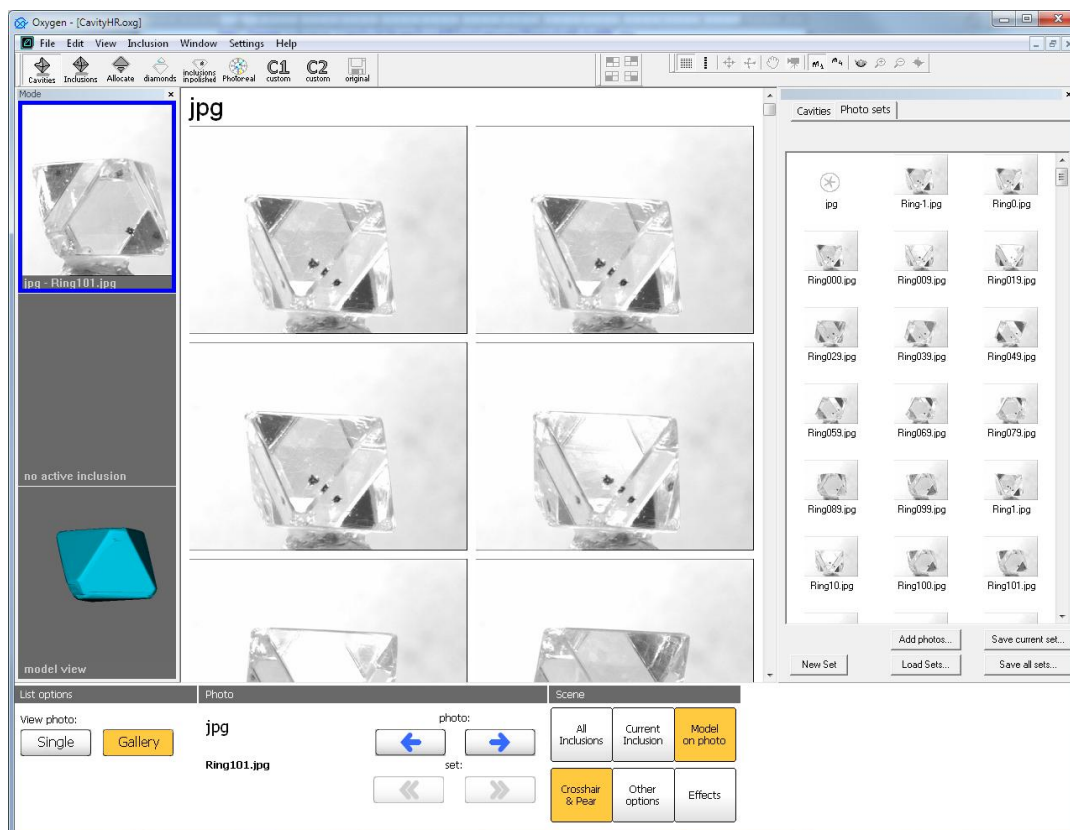 Oxygen - [CavityHR.oxg]
File Edit View Inclusion Window Settings Help
Cavities Inclusions Allocate diamonds inclusions inpolished Photoreal C1 custom C2 custom original
Mode
jpg - Ring101.jpg
no active inclusion
model view
jpg
Cavities Photo sets
jpg Ring-1.jpg Ring0.jpg
Ring000.jpg Ring009.jpg Ring019.jpg
Ring029.jpg Ring039.jpg Ring049.jpg
Ring059.jpg Ring069.jpg Ring079.jpg
Ring089.jpg Ring099.jpg Ring1.jpg
Ring10.jpg Ring100.jpg Ring101.jpg
Add photos... Save current set...
New Set Load Sets... Save all sets...
List options Photo Scene
View photo:
Single Gallery
jpg
Ring101.jpg
photo:
set:
All Inclusions Current Inclusion Model on photo
Crosshair & Pear Other options Effects